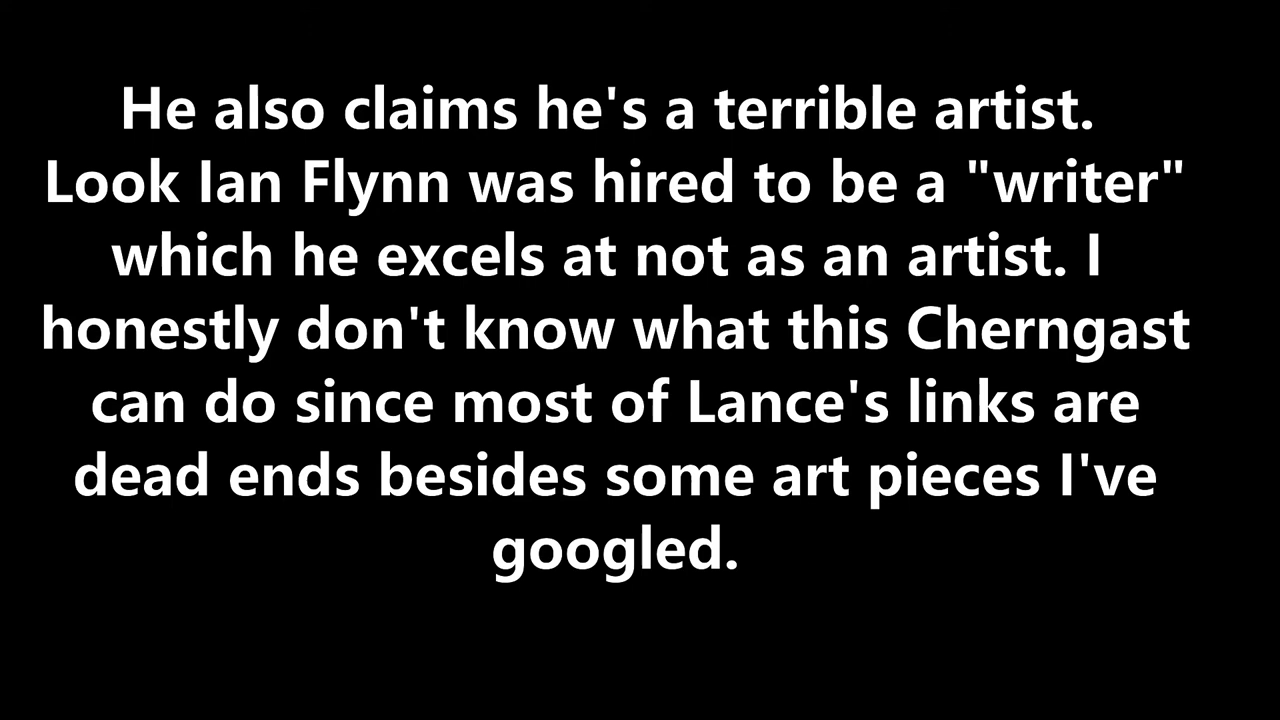 He also claims he's a terrible artist.
Look Ian Flynn was hired to be a "writer"
which he excels at not as an artist. I
honestly don't know what this Cherngast
can do since most of Lance's links are
dead ends besides some art pieces I've
googled.